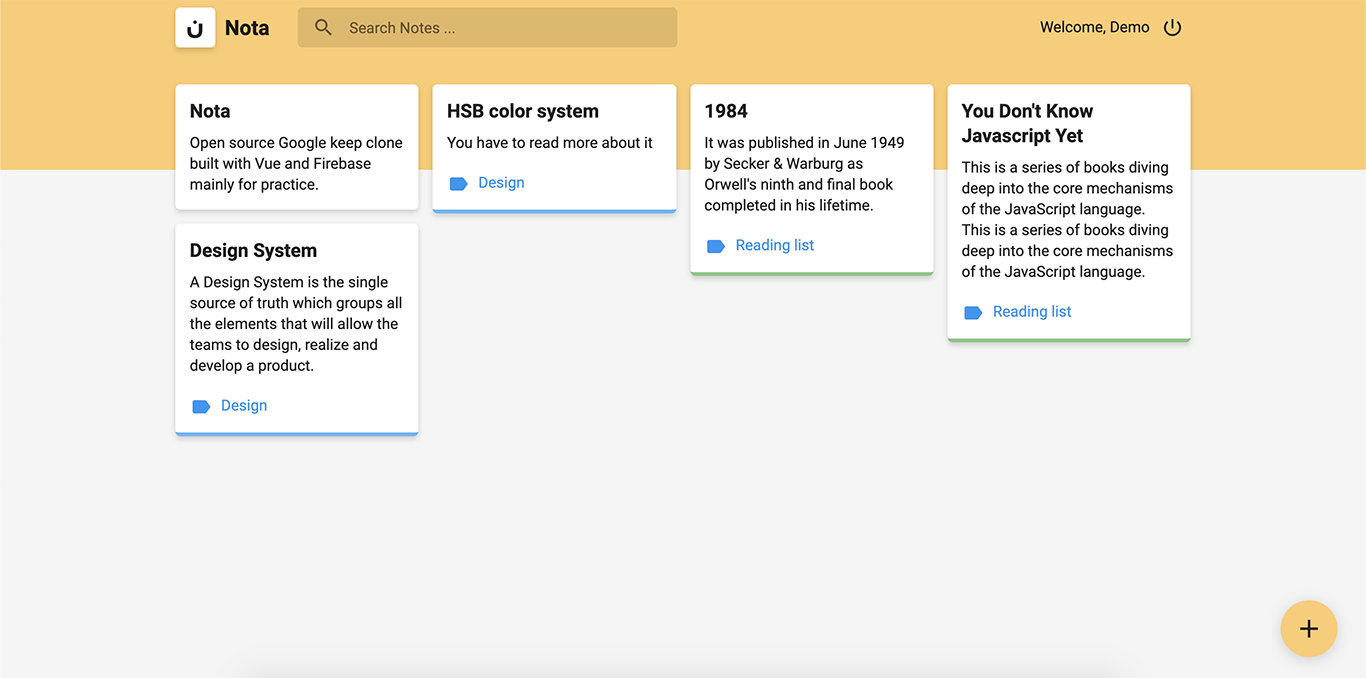 Nota
Search Notes ...
Welcome, Demo
Nota
Open source Google keep clone
built with Vue and Firebase
mainly for practice.
HSB color system
You have to read more about it
Design
1984
It was published in June 1949
by Secker & Warburg as
Orwell's ninth and final book
completed in his lifetime.
Reading list
You Don't Know
Javascript Yet
This is a series of books diving
deep into the core mechanisms
of the JavaScript language.
This is a series of books diving
deep into the core mechanisms
of the JavaScript language.
Reading list
Design System
A Design System is the single
source of truth which groups all
the elements that will allow the
teams to design, realize and
develop a product.
Design